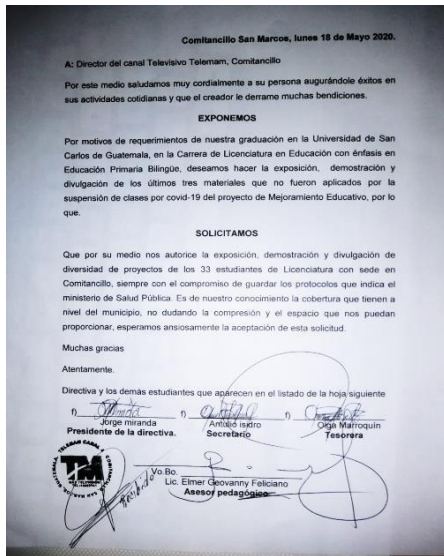 Comitancillo San Marcos, lunes 18 de Mayo 2020.
A: Director del canal Televisivo Telemam, Comitancillo
Por este medio saludamos muy cordialmente a su persona augurándole éxitos en
sus actividades cotidianas y que el creador le derrame muchas bendiciones.
EXPONEMOS
Por motivos de requerimientos de nuestra graduación en la Universidad de San
Carlos de Guatemala, en la Carrera de Licenciatura en Educación con énfasis en
Educación Primaria Bilingüe, deseamos hacer la exposición, demostración y
divulgación de los últimos tres materiales que no fueron aplicados por la
suspensión de clases por covid-19 del proyecto de Mejoramiento Educativo, por lo
que.
SOLICITAMOS
Que por su medio nos autorice la exposición, demostración y divulgación de
diversidad de proyectos de los 33 estudiantes de Licenciatura con sede en
Comitancillo, siempre con el compromiso de guardar los protocolos que indica el
ministerio de Salud Pública. Es de nuestro conocimiento la cobertura que tienen a
nivel del municipio, no dudando la compresión y el espacio que nos puedan
proporcionar, esperamos ansiosamente la aceptación de esta solicitud.
Muchas gracias
Atentamente.
Directiva y los demás estudiantes que aparecen en el listado de la hoja siguiente
f) f) f)
Jorge miranda Antulio isidro Olga Marroquin
Presidente de la directiva. Secretario Tesorera
TELEMAM CANAL
TM
Recibido
Vo.Bo.
Lic. Elmer Geovanny Feliciano
Asesor pedagógico